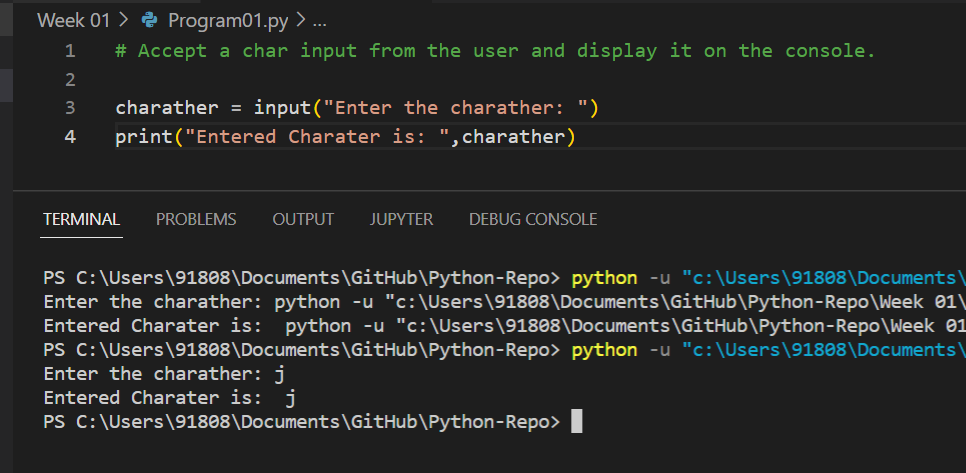 Week 01 > Program01.py > ...
1 # Accept a char input from the user and display it on the console.
2
3 charather = input("Enter the charather: ")
4 print("Entered Charater is: ",charather)
TERMINAL PROBLEMS OUTPUT JUPYTER DEBUG CONSOLE
PS C:\Users\91808\Documents\GitHub\Python-Repo> python -u "c:\Users\91808\Documents\
Enter the charather: python -u "c:\Users\91808\Documents\GitHub\Python-Repo\Week 01\
Entered Charater is:  python -u "c:\Users\91808\Documents\GitHub\Python-Repo\Week 01
PS C:\Users\91808\Documents\GitHub\Python-Repo> python -u "c:\Users\91808\Documents\
Enter the charather: j
Entered Charater is:  j
PS C:\Users\91808\Documents\GitHub\Python-Repo>